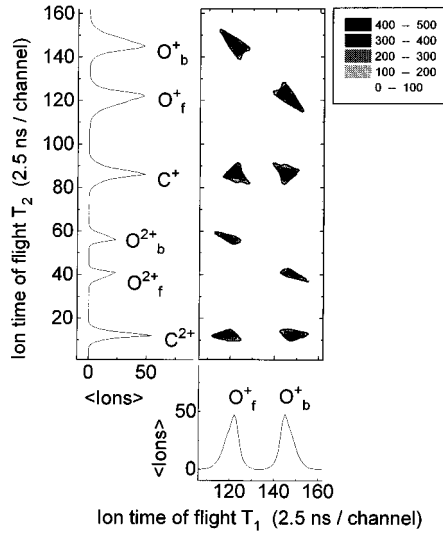 160
140
120
100
80
60
40
20
Ion time of flight T₂ (2.5 ns / channel)
O⁺b
O⁺f
C⁺
O²⁺b
O²⁺f
C²⁺
0 50
<Ions>
400 -- 500
300 -- 400
200 -- 300
100 -- 200
0 -- 100
50
0
<Ions>
O⁺f O⁺b
120 140 160
Ion time of flight T₁ (2.5 ns / channel)